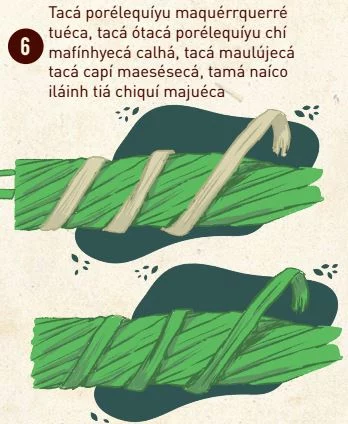 Tacá porélequíyu maquérrquerré
6
tuéca, tacá ótacá porélequíyu chí
mafínhyecá calhá, tacá maulújecá
tacá capí maesésecá, tamá naíco
iláinh tiá chiquí majuéca